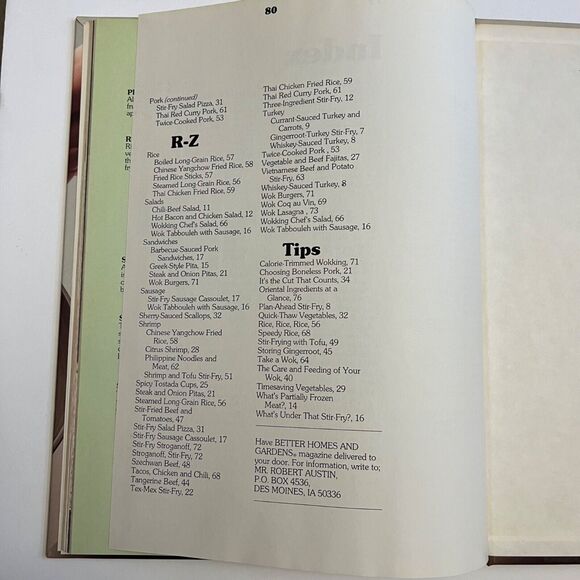 80
Pork (continued)
Stir-Fry Salad Pizza, 31
Thai Red Curry Pork, 61
Twice-Cooked Pork, 53
R-Z
Rice
Boiled Long-Grain Rice, 57
Chinese Yangchow Fried Rice, 58
Fried Rice Sticks, 57
Steamed Long-Grain Rice, 56
Thai Chicken Fried Rice, 59
Salads
Chili-Beef Salad, 11
Hot Bacon and Chicken Salad, 12
Wokking Chef's Salad, 66
Wok Tabbouleh with Sausage, 16
Sandwiches
Barbecue-Sauced Pork
Sandwiches, 17
Greek-Style Pita, 15
Steak and Onion Pitas, 21
Wok Burgers, 71
Sausage
Stir-Fry Sausage Cassoulet, 17
Wok Tabbouleh with Sausage, 16
Sherry-Sauced Scallops, 32
Shrimp
Chinese Yangchow Fried
Rice, 58
Citrus Shrimp, 28
Philippine Noodles and
Meat, 62
Shrimp and Tofu Stir-Fry, 51
Spicy Tostada Cups, 25
Steak and Onion Pitas, 21
Steamed Long-Grain Rice, 56
Stir-Fried Beef and
Tomatoes, 47
Stir-Fry Salad Pizza, 31
Stir-Fry Sausage Cassoulet, 17
Stir-Fry Stroganoff, 72
Stroganoff, Stir-Fry, 72
Szechwan Beef, 48
Tacos, Chicken and Chili, 68
Tangerine Beef, 44
Tex-Mex Stir-Fry, 22
Thai Chicken Fried Rice, 59
Thai Red Curry Pork, 61
Three-Ingredient Stir-Fry, 12
Turkey
Currant-Sauced Turkey and
Carrots, 9
Gingerroot-Turkey Stir-Fry, 7
Whiskey-Sauced Turkey, 8
Twice-Cooked Pork , 53
Vegetable and Beef Fajitas, 27
Vietnamese Beef and Potato
Stir-Fry, 63
Whiskey-Sauced Turkey, 8
Wok Burgers, 71
Wok Coq au Vin, 69
Wok Lasagna , 73
Wokking Chef's Salad, 66
Wok Tabbouleh with Sausage, 16
Tips
Calorie-Trimmed Wokking, 71
Choosing Boneless Pork, 21
It's the Cut That Counts, 34
Oriental Ingredients at a
Glance, 76
Plan-Ahead Stir-Fry, 8
Quick-Thaw Vegetables, 32
Rice, Rice, Rice, 56
Speedy Rice, 68
Stir-Frying with Tofu, 49
Storing Gingerroot, 45
Take a Wok, 64
The Care and Feeding of Your
Wok, 40
Timesaving Vegetables, 29
What's Partially Frozen
Meat?, 14
What's Under That Stir-Fry?, 16
Have BETTER HOMES AND
GARDENS® magazine delivered to
your door. For information, write to;
MR. ROBERT AUSTIN,
P.O. BOX 4536,
DES MOINES, IA 50336